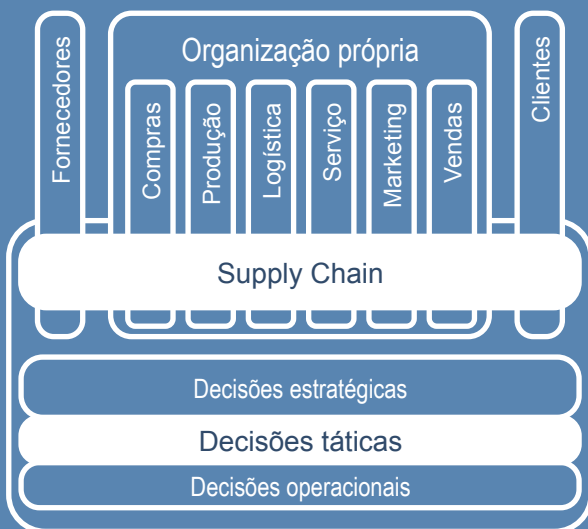 Fornecedores
Organização própria
Compras
Produção
Logística
Serviço
Marketing
Vendas
Clientes
Supply Chain
Decisões estratégicas
Decisões táticas
Decisões operacionais